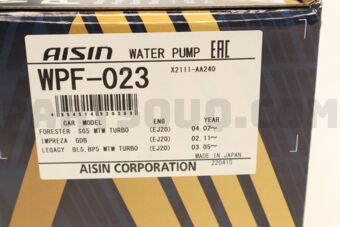 AISIN WATER PUMP EAC
WPF-023 X2111-AA240
CAR MODEL ENG YEAR
FORESTER SG5 MTM TURBO (EJ20) 04.02~
IMPREZA GDB (EJ20) 02.11~
LEGACY BL5,BP5 MTM TURBO (EJ20) 03.05~
MADE IN JAPAN
220415
AISIN CORPORATION